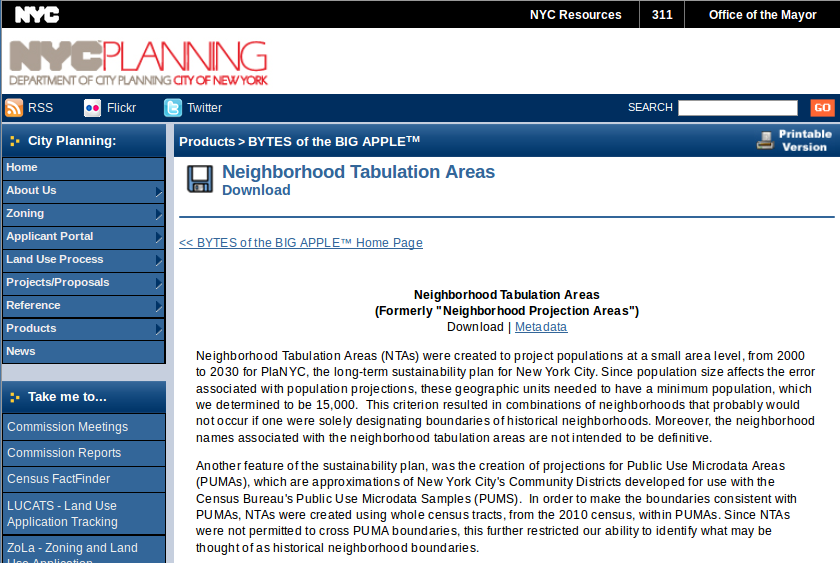 NYC
NYC Resources
311
Office of the Mayor
NYCPLANNING
DEPARTMENT OF CITY PLANNING CITY OF NEW YORK
RSS
Flickr
Twitter
SEARCH
GO
City Planning:
Home
About Us
Zoning
Applicant Portal
Land Use Process
Projects/Proposals
Reference
Products
News
Take me to...
Commission Meetings
Commission Reports
Census FactFinder
LUCATS - Land Use
Application Tracking
ZoLa - Zoning and Land
Use Application
Products > BYTES of the BIG APPLE™
Printable
Version
Neighborhood Tabulation Areas
Download
<< BYTES of the BIG APPLE™ Home Page
Neighborhood Tabulation Areas
(Formerly "Neighborhood Projection Areas")
Download | Metadata
Neighborhood Tabulation Areas (NTAs) were created to project populations at a small area level, from 2000
to 2030 for PlaNYC, the long-term sustainability plan for New York City. Since population size affects the error
associated with population projections, these geographic units needed to have a minimum population, which
we determined to be 15,000.  This criterion resulted in combinations of neighborhoods that probably would
not occur if one were solely designating boundaries of historical neighborhoods. Moreover, the neighborhood
names associated with the neighborhood tabulation areas are not intended to be definitive.
Another feature of the sustainability plan, was the creation of projections for Public Use Microdata Areas
(PUMAs), which are approximations of New York City's Community Districts developed for use with the
Census Bureau's Public Use Microdata Samples (PUMS).  In order to make the boundaries consistent with
PUMAs, NTAs were created using whole census tracts, from the 2010 census, within PUMAs. Since NTAs
were not permitted to cross PUMA boundaries, this further restricted our ability to identify what may be
thought of as historical neighborhood boundaries.